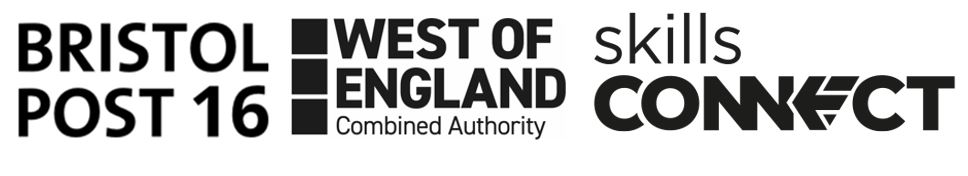 BRISTOL
POST 16
WEST OF
ENGLAND
Combined Authority
skills
CONNECT